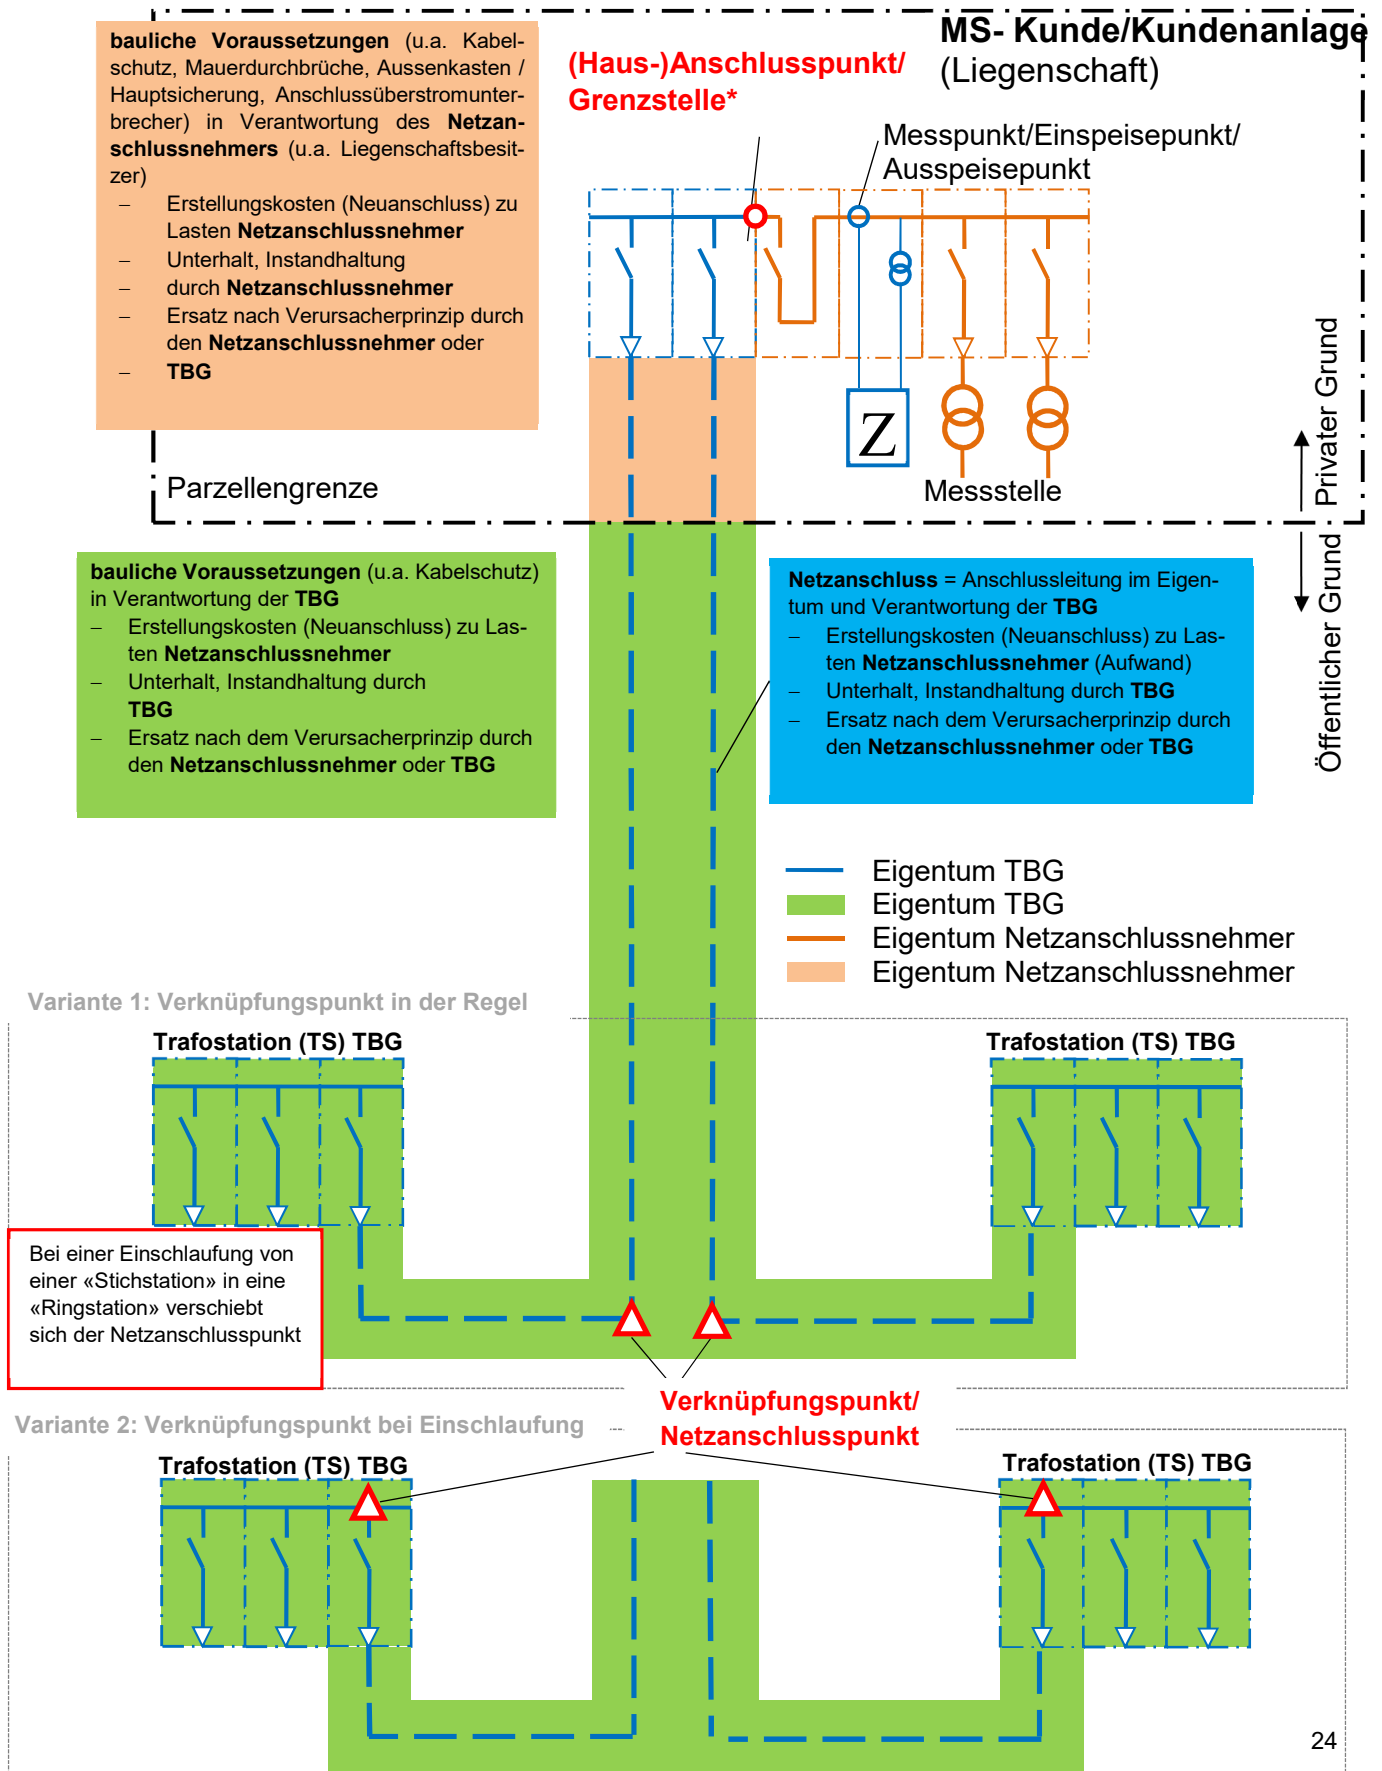 bauliche Voraussetzungen (u.a. Kabel-
schutz, Mauerdurchbrüche, Aussenkasten /
Hauptsicherung, Anschlussüberstromunter-
brecher) in Verantwortung des Netzan-
schlussnehmers (u.a. Liegenschaftsbesit-
zer)
– Erstellungskosten (Neuanschluss) zu
Lasten Netzanschlussnehmer
– Unterhalt, Instandhaltung
– durch Netzanschlussnehmer
– Ersatz nach Verursacherprinzip durch
den Netzanschlussnehmer oder
– TBG
(Haus-)Anschlusspunkt/
Grenzstelle*
MS- Kunde/Kundenanlage
(Liegenschaft)
Messpunkt/Einspeisepunkt/
Ausspeisepunkt
Z
Messstelle
Parzellengrenze
Privater Grund
Öffentlicher Grund
bauliche Voraussetzungen (u.a. Kabelschutz)
in Verantwortung der TBG
– Erstellungskosten (Neuanschluss) zu Las-
ten Netzanschlussnehmer
– Unterhalt, Instandhaltung durch
TBG
– Ersatz nach dem Verursacherprinzip durch
den Netzanschlussnehmer oder TBG
Netzanschluss = Anschlussleitung im Eigen-
tum und Verantwortung der TBG
– Erstellungskosten (Neuanschluss) zu Las-
ten Netzanschlussnehmer (Aufwand)
– Unterhalt, Instandhaltung durch TBG
– Ersatz nach dem Verursacherprinzip durch
den Netzanschlussnehmer oder TBG
Eigentum TBG
Eigentum TBG
Eigentum Netzanschlussnehmer
Eigentum Netzanschlussnehmer
Variante 1: Verknüpfungspunkt in der Regel
Trafostation (TS) TBG
Trafostation (TS) TBG
Bei einer Einschlaufung von
einer «Stichstation» in eine
«Ringstation» verschiebt
sich der Netzanschlusspunkt
Verknüpfungspunkt/
Netzanschlusspunkt
Variante 2: Verknüpfungspunkt bei Einschlaufung
Trafostation (TS) TBG
Trafostation (TS) TBG
24